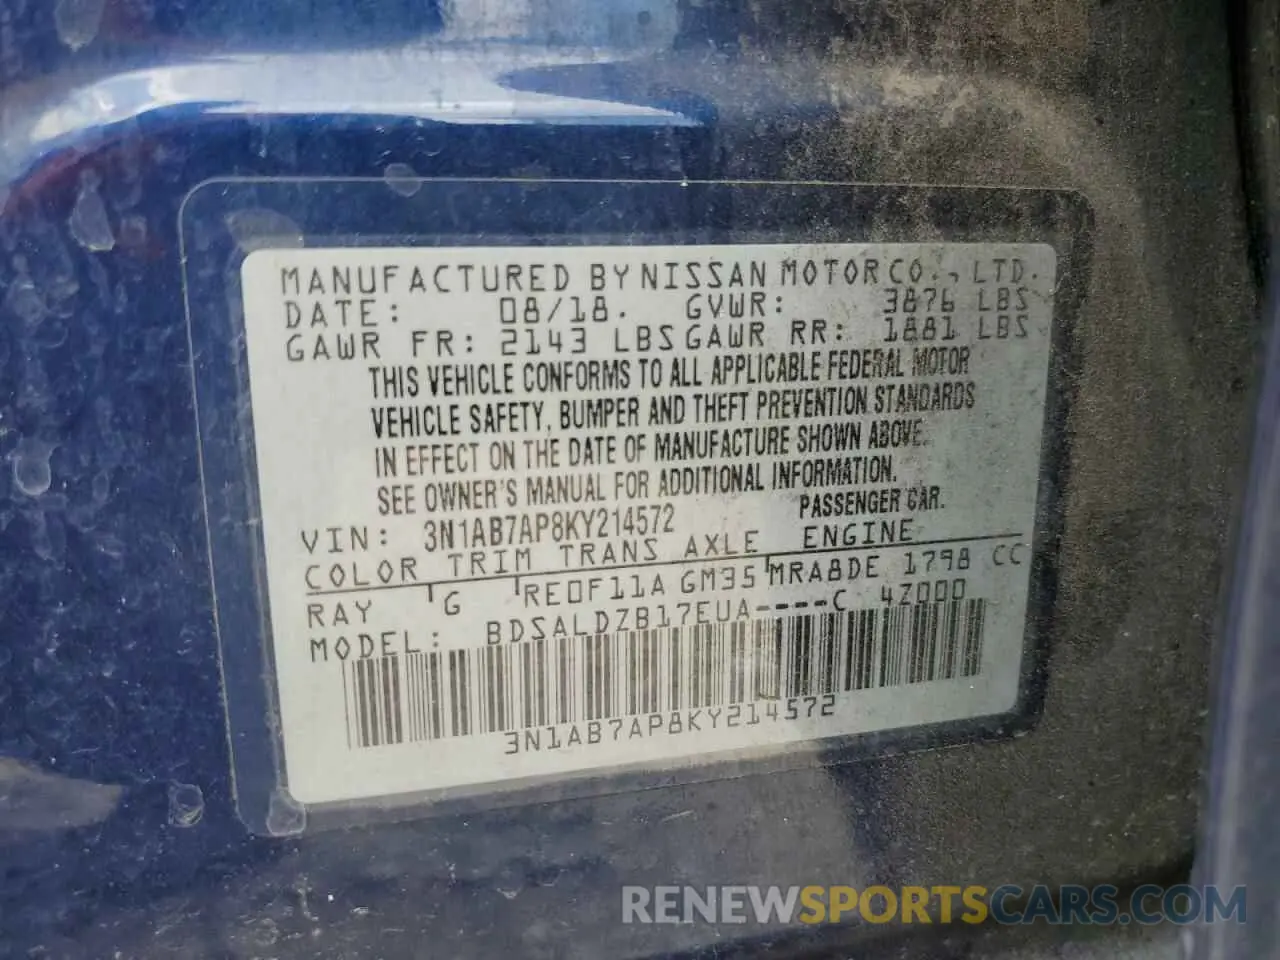 MANUFACTURED BY NISSAN MOTOR CO., LTD.
DATE: 08/18. GVWR: 3876 LBS
GAWR FR: 2143 LBS GAWR RR: 1881 LBS
THIS VEHICLE CONFORMS TO ALL APPLICABLE FEDERAL MOTOR
VEHICLE SAFETY, BUMPER AND THEFT PREVENTION STANDARDS
IN EFFECT ON THE DATE OF MANUFACTURE SHOWN ABOVE.
SEE OWNER'S MANUAL FOR ADDITIONAL INFORMATION.
VIN: 3N1AB7AP8KY214572 PASSENGER CAR.
COLOR TRIM TRANS AXLE ENGINE
RAY G RE0F11A GM35 MRA8DE 1798 CC
MODEL: BDSALDZB17EUA----C 4Z000
3N1AB7AP8KY214572
RENEWSPORTSCARS.COM